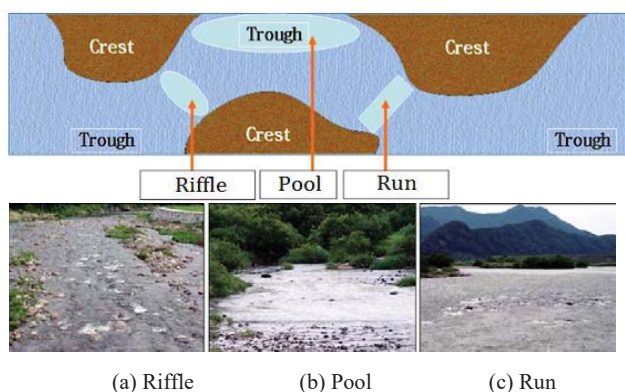 Crest
Trough
Crest
Trough
Crest
Trough
Riffle
Pool
Run
(a) Riffle
(b) Pool
(c) Run